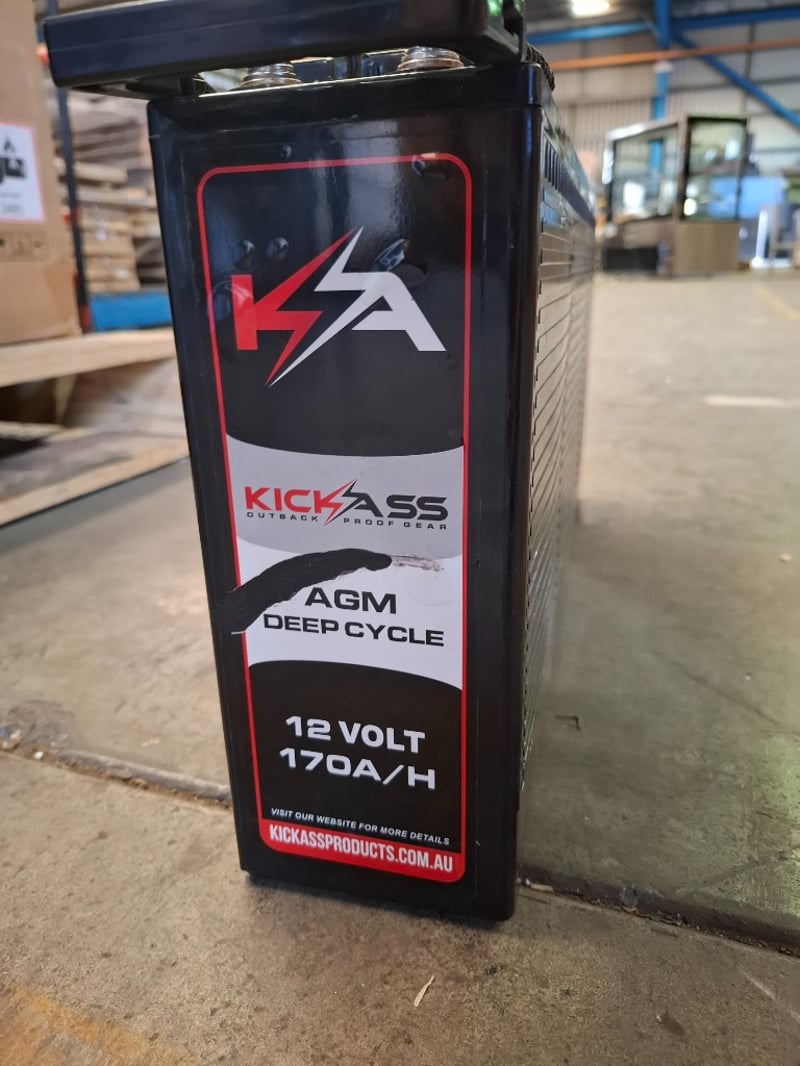 KA
KICKASS
OUTBACK PROOF GEAR
AGM
DEEP CYCLE
12 VOLT
170A/H
VISIT OUR WEBSITE FOR MORE DETAILS
KICKASSPRODUCTS.COM.AU